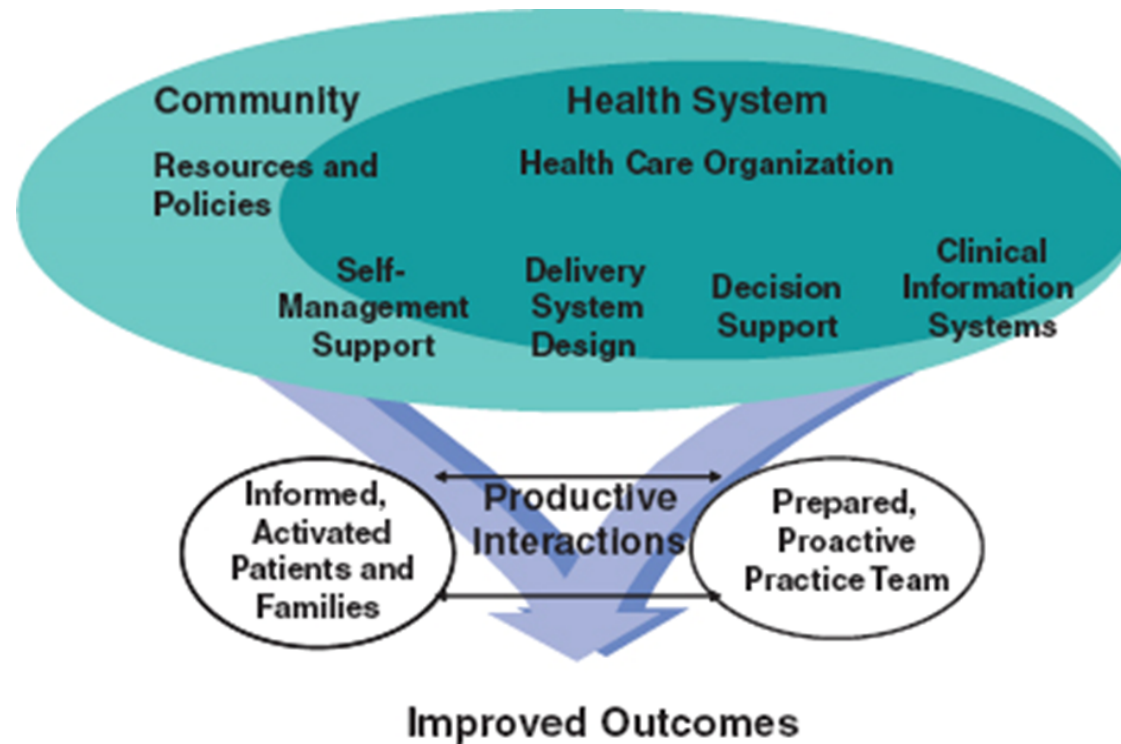 Community
Resources and
Policies
Health System
Health Care Organization
Self-
Management
Support
Delivery
System
Design
Decision
Support
Clinical
Information
Systems
Informed,
Activated
Patients and
Families
Productive
Interactions
Prepared,
Proactive
Practice Team
Improved Outcomes